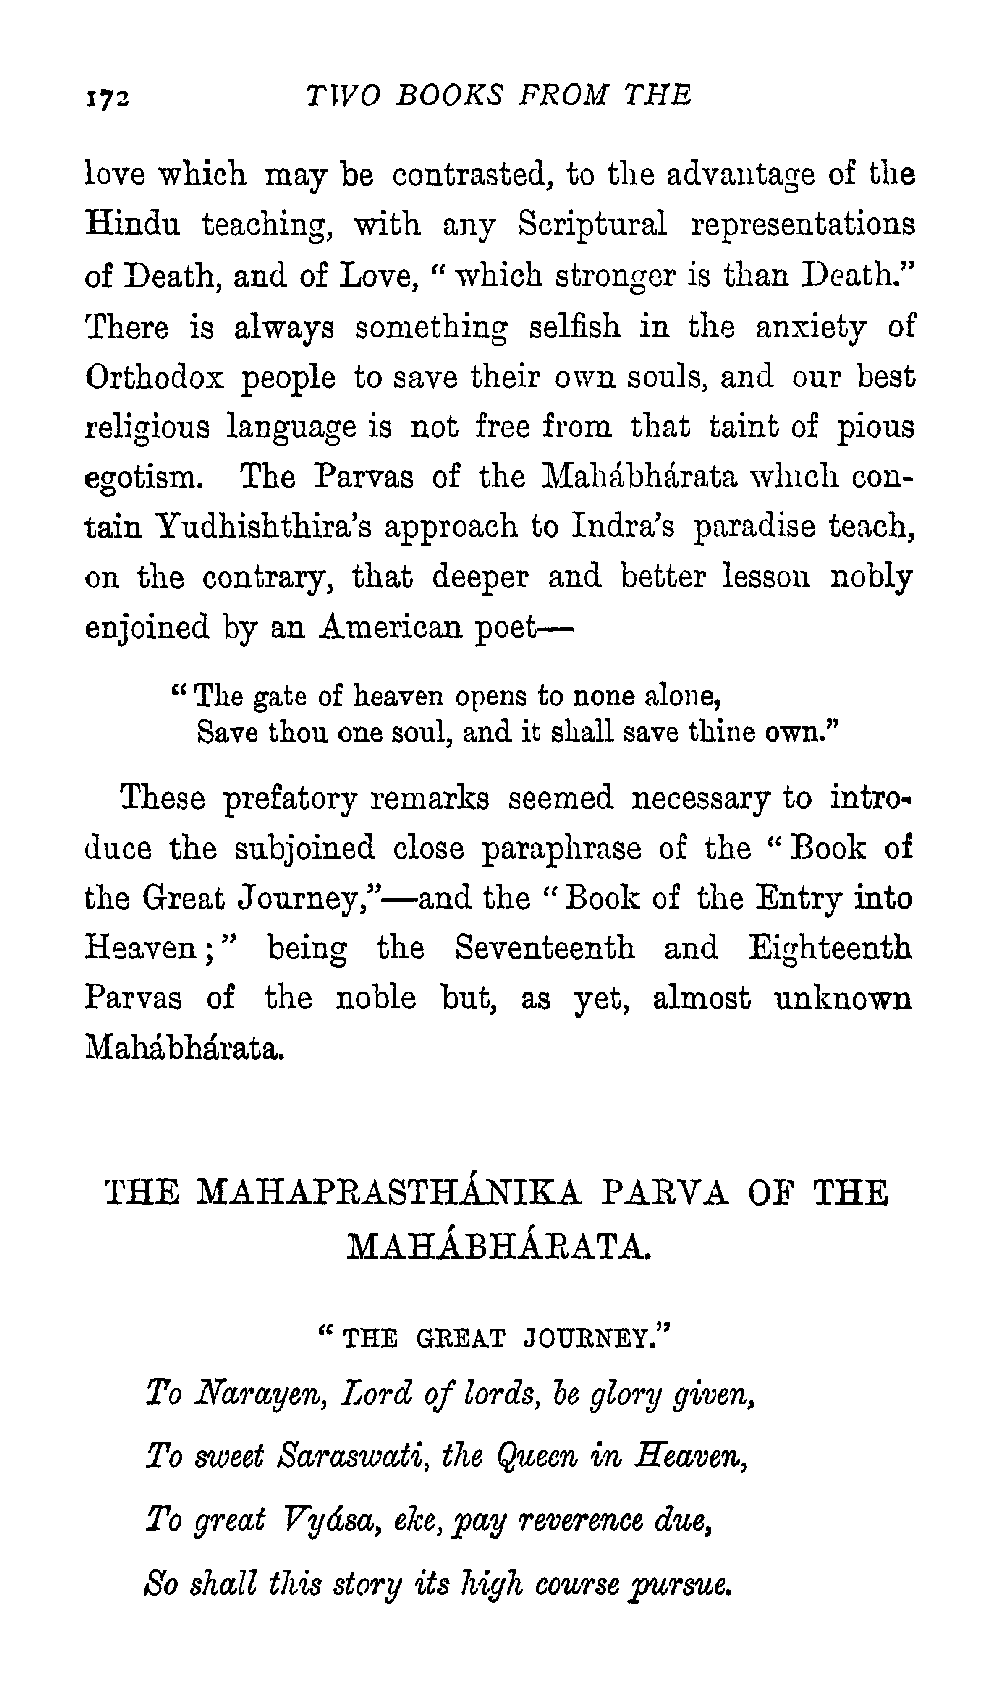 172 TWO BOOKS FROM THE
love which may be contrasted, to the advantage of the
Hindu teaching, with any Scriptural representations
of Death, and of Love, “ which stronger is than Death.”
There is always something selfish in the anxiety of
Orthodox people to save their own souls, and our best
religious language is not free from that taint of pious
egotism. The Parvas of the Mahábhárata which con-
tain Yudhishthira’s approach to Indra’s paradise teach,
on the contrary, that deeper and better lesson nobly
enjoined by an American poet—
“ The gate of heaven opens to none alone,
Save thou one soul, and it shall save thine own.”
These prefatory remarks seemed necessary to intro-
duce the subjoined close paraphrase of the “ Book of
the Great Journey,”—and the “ Book of the Entry into
Heaven ; ” being the Seventeenth and Eighteenth
Parvas of the noble but, as yet, almost unknown
Mahábhárata.
THE MAHAPRASTHÁNIKA PARVA OF THE
MAHÁBHÁRATA.
“ THE GREAT JOURNEY.”
To Narayen, Lord of lords, be glory given,
To sweet Saraswati, the Queen in Heaven,
To great Vyása, eke, pay reverence due,
So shall this story its high course pursue.